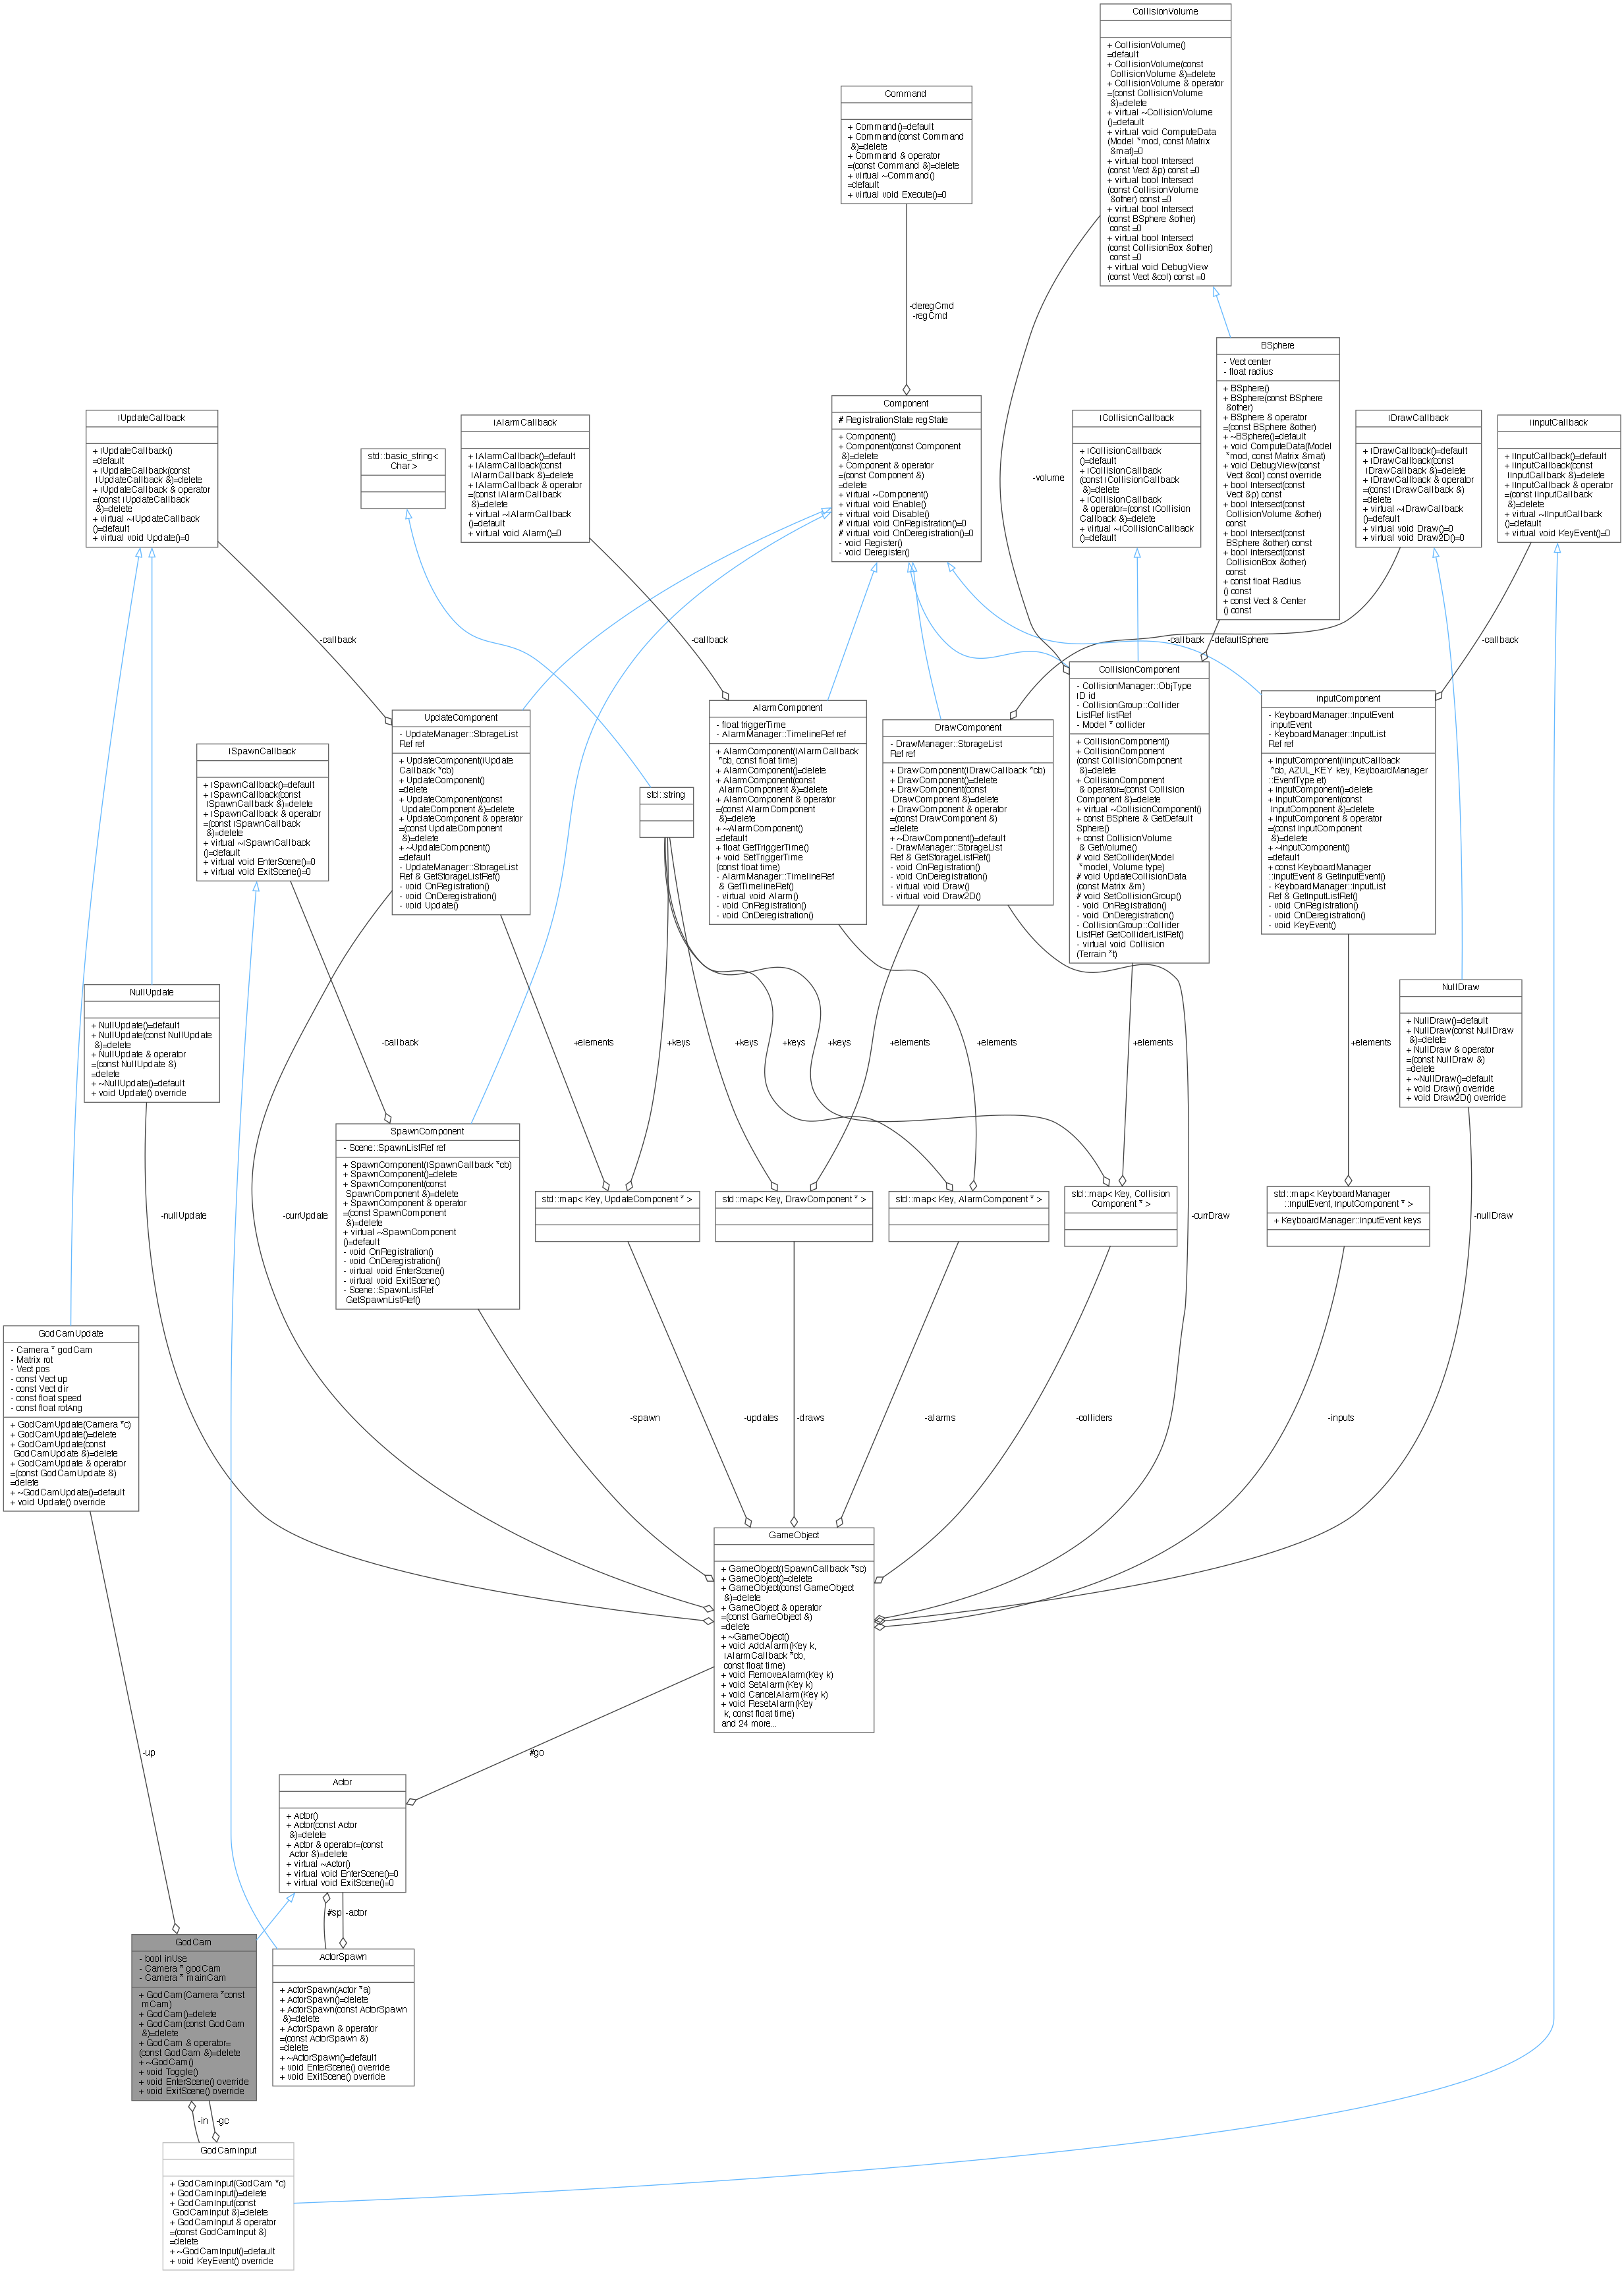 CollisionVolume
+ CollisionVolume()
=default
+ CollisionVolume(const
CollisionVolume &)=delete
+ CollisionVolume & operator
=(const CollisionVolume
&)=delete
+ virtual ~CollisionVolume
()=default
+ virtual void ComputeData
(Model *mod, const Matrix
&mat)=0
+ virtual bool Intersect
(const Vect &p) const =0
+ virtual bool Intersect
(const CollisionVolume
&other) const =0
+ virtual bool Intersect
(const BSphere &other)
const =0
+ virtual bool Intersect
(const CollisionBox &other)
const =0
+ virtual void DebugView
(const Vect &col) const =0
Command
+ Command()=default
+ Command(const Command
&)=delete
+ Command & operator
=(const Command &)=delete
+ virtual ~Command()
=default
+ virtual void Execute()=0
-deregCmd
-regCmd
BSphere
- Vect center
- float radius
+ BSphere()
+ BSphere(const BSphere
&other)
+ BSphere & operator
=(const BSphere &other)
+ ~BSphere()=default
+ void ComputeData(Model
*mod, const Matrix &mat)
+ void DebugView(const
Vect &col) const override
+ bool Intersect(const
Vect &p) const
+ bool Intersect(const
CollisionVolume &other)
const
+ bool Intersect(const
BSphere &other) const
+ bool Intersect(const
CollisionBox &other)
const
+ const float Radius
() const
+ const Vect & Center
() const
IUpdateCallback
+ IUpdateCallback()
=default
+ IUpdateCallback(const
IUpdateCallback &)=delete
+ IUpdateCallback & operator
=(const IUpdateCallback
&)=delete
+ virtual ~IUpdateCallback
()=default
+ virtual void Update()=0
std::basic_string<
Char >
IAlarmCallback
+ IAlarmCallback()=default
+ IAlarmCallback(const
IAlarmCallback &)=delete
+ IAlarmCallback & operator
=(const IAlarmCallback
&)=delete
+ virtual ~IAlarmCallback
()=default
+ virtual void Alarm()=0
Component
# RegistrationState regState
+ Component()
+ Component(const Component
&)=delete
+ Component & operator
=(const Component &)
=delete
+ virtual ~Component()
+ virtual void Enable()
+ virtual void Disable()
# virtual void OnRegistration()=0
# virtual void OnDeregistration()=0
- void Register()
- void Deregister()
ICollisionCallback
+ ICollisionCallback
()=default
+ ICollisionCallback
(const ICollisionCallback
&)=delete
+ ICollisionCallback
& operator=(const ICollision
Callback &)=delete
+ virtual ~ICollisionCallback
()=default
IDrawCallback
+ IDrawCallback()=default
+ IDrawCallback(const
IDrawCallback &)=delete
+ IDrawCallback & operator
=(const IDrawCallback &)
=delete
+ virtual ~IDrawCallback
()=default
+ virtual void Draw()=0
+ virtual void Draw2D()=0
IInputCallback
+ IInputCallback()=default
+ IInputCallback(const
IInputCallback &)=delete
+ IInputCallback & operator
=(const IInputCallback
&)=delete
+ virtual ~IInputCallback
()=default
+ virtual void KeyEvent()=0
-volume
-callback
-callback
-callback
-defaultSphere
-callback
UpdateComponent
- UpdateManager::StorageList
Ref ref
+ UpdateComponent(IUpdate
Callback *cb)
+ UpdateComponent()
=delete
+ UpdateComponent(const
UpdateComponent &)=delete
+ UpdateComponent & operator
=(const UpdateComponent
&)=delete
+ ~UpdateComponent()
=default
- UpdateManager::StorageList
Ref & GetStorageListRef()
- void OnRegistration()
- void OnDeregistration()
- void Update()
ISpawnCallback
+ ISpawnCallback()=default
+ ISpawnCallback(const
ISpawnCallback &)=delete
+ ISpawnCallback & operator
=(const ISpawnCallback
&)=delete
+ virtual ~ISpawnCallback
()=default
+ virtual void EnterScene()=0
+ virtual void ExitScene()=0
std::string
AlarmComponent
- float triggerTime
- AlarmManager::TimelineRef ref
+ AlarmComponent(IAlarmCallback
*cb, const float time)
+ AlarmComponent()=delete
+ AlarmComponent(const
AlarmComponent &)=delete
+ AlarmComponent & operator
=(const AlarmComponent
&)=delete
+ ~AlarmComponent()
=default
+ float GetTriggerTime()
+ void SetTriggerTime
(const float time)
- AlarmManager::TimelineRef
& GetTimelineRef()
- virtual void Alarm()
- void OnRegistration()
- void OnDeregistration()
DrawComponent
- DrawManager::StorageList
Ref ref
+ DrawComponent(IDrawCallback *cb)
+ DrawComponent()=delete
+ DrawComponent(const
DrawComponent &)=delete
+ DrawComponent & operator
=(const DrawComponent &)
=delete
+ ~DrawComponent()=default
- DrawManager::StorageList
Ref & GetStorageListRef()
- void OnRegistration()
- void OnDeregistration()
- virtual void Draw()
- virtual void Draw2D()
CollisionComponent
- CollisionManager::ObjType
ID id
- CollisionGroup::Collider
ListRef listRef
- Model * collider
+ CollisionComponent()
+ CollisionComponent
(const CollisionComponent
&)=delete
+ CollisionComponent
& operator=(const Collision
Component &)=delete
+ virtual ~CollisionComponent()
+ const BSphere & GetDefault
Sphere()
+ const CollisionVolume
& GetVolume()
# void SetCollider(Model
*model, Volume type)
# void UpdateCollisionData
(const Matrix &m)
# void SetCollisionGroup()
- void OnRegistration()
- void OnDeregistration()
- CollisionGroup::Collider
ListRef GetColliderListRef()
- virtual void Collision
(Terrain *t)
InputComponent
- KeyboardManager::InputEvent
inputEvent
- KeyboardManager::InputList
Ref ref
+ InputComponent(IInputCallback
*cb, AZUL_KEY key, KeyboardManager
::EventType et)
+ InputComponent()=delete
+ InputComponent(const
InputComponent &)=delete
+ InputComponent & operator
=(const InputComponent
&)=delete
+ ~InputComponent()
=default
+ const KeyboardManager
::InputEvent & GetInputEvent()
- KeyboardManager::InputList
Ref & GetInputListRef()
- void OnRegistration()
- void OnDeregistration()
- void KeyEvent()
NullUpdate
+ NullUpdate()=default
+ NullUpdate(const NullUpdate
&)=delete
+ NullUpdate & operator
=(const NullUpdate &)
=delete
+ ~NullUpdate()=default
+ void Update() override
NullDraw
+ NullDraw()=default
+ NullDraw(const NullDraw
&)=delete
+ NullDraw & operator
=(const NullDraw &)
=delete
+ ~NullDraw()=default
+ void Draw() override
+ void Draw2D() override
-callback
+elements
+keys
+keys
+keys
+keys
+elements
+elements
+elements
+elements
SpawnComponent
- Scene::SpawnListRef ref
+ SpawnComponent(ISpawnCallback *cb)
+ SpawnComponent()=delete
+ SpawnComponent(const
SpawnComponent &)=delete
+ SpawnComponent & operator
=(const SpawnComponent
&)=delete
+ virtual ~SpawnComponent
()=default
- void OnRegistration()
- void OnDeregistration()
- virtual void EnterScene()
- virtual void ExitScene()
- Scene::SpawnListRef
GetSpawnListRef()
std::map< Key, UpdateComponent * >
std::map< Key, DrawComponent * >
std::map< Key, AlarmComponent * >
std::map< Key, Collision
Component * >
std::map< KeyboardManager
::InputEvent, InputComponent * >
+ KeyboardManager::InputEvent keys
-nullUpdate
-currUpdate
-currDraw
-nullDraw
GodCamUpdate
- Camera * godCam
- Matrix rot
- Vect pos
- const Vect up
- const Vect dir
- const float speed
- const float rotAng
+ GodCamUpdate(Camera *c)
+ GodCamUpdate()=delete
+ GodCamUpdate(const
GodCamUpdate &)=delete
+ GodCamUpdate & operator
=(const GodCamUpdate &)
=delete
+ ~GodCamUpdate()=default
+ void Update() override
-spawn
-updates
-draws
-alarms
-colliders
-inputs
GameObject
+ GameObject(ISpawnCallback *sc)
+ GameObject()=delete
+ GameObject(const GameObject
&)=delete
+ GameObject & operator
=(const GameObject &)
=delete
+ ~GameObject()
+ void AddAlarm(Key k,
IAlarmCallback *cb,
const float time)
+ void RemoveAlarm(Key k)
+ void SetAlarm(Key k)
+ void CancelAlarm(Key k)
+ void ResetAlarm(Key
k, const float time)
and 24 more...
-up
#go
Actor
+ Actor()
+ Actor(const Actor
&)=delete
+ Actor & operator=(const
Actor &)=delete
+ virtual ~Actor()
+ virtual void EnterScene()=0
+ virtual void ExitScene()=0
#sp
-actor
GodCam
- bool inUse
- Camera * godCam
- Camera * mainCam
+ GodCam(Camera *const
mCam)
+ GodCam()=delete
+ GodCam(const GodCam
&)=delete
+ GodCam & operator=
(const GodCam &)=delete
+ ~GodCam()
+ void Toggle()
+ void EnterScene() override
+ void ExitScene() override
ActorSpawn
+ ActorSpawn(Actor *a)
+ ActorSpawn()=delete
+ ActorSpawn(const ActorSpawn
&)=delete
+ ActorSpawn & operator
=(const ActorSpawn &)
=delete
+ ~ActorSpawn()=default
+ void EnterScene() override
+ void ExitScene() override
-in
-gc
GodCamInput
+ GodCamInput(GodCam *c)
+ GodCamInput()=delete
+ GodCamInput(const
GodCamInput &)=delete
+ GodCamInput & operator
=(const GodCamInput &)
=delete
+ ~GodCamInput()=default
+ void KeyEvent() override